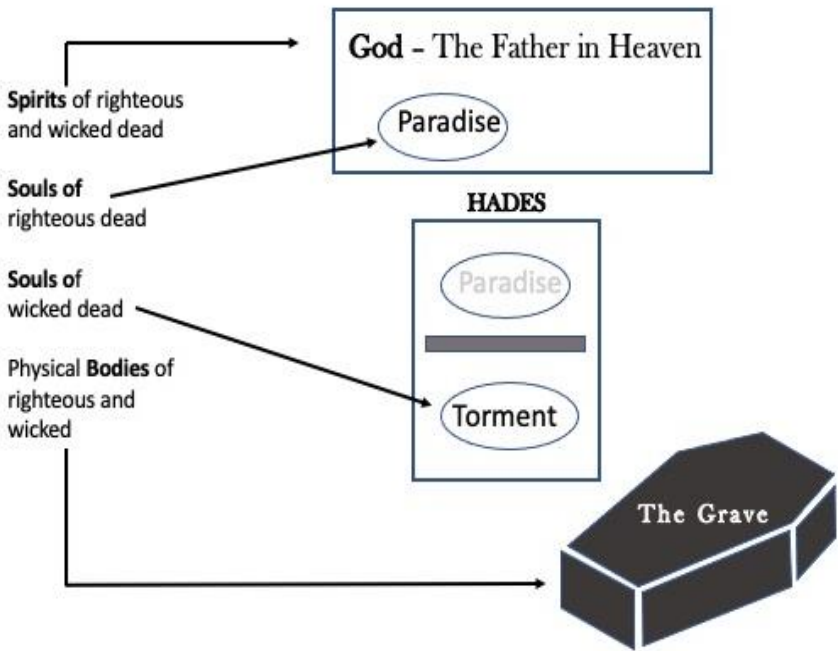 God - The Father in Heaven
Spirits of righteous
and wicked dead
Paradise
Souls of
righteous dead
HADES
Souls of
wicked dead
Paradise
Physical Bodies of
righteous and
wicked
Torment
The Grave